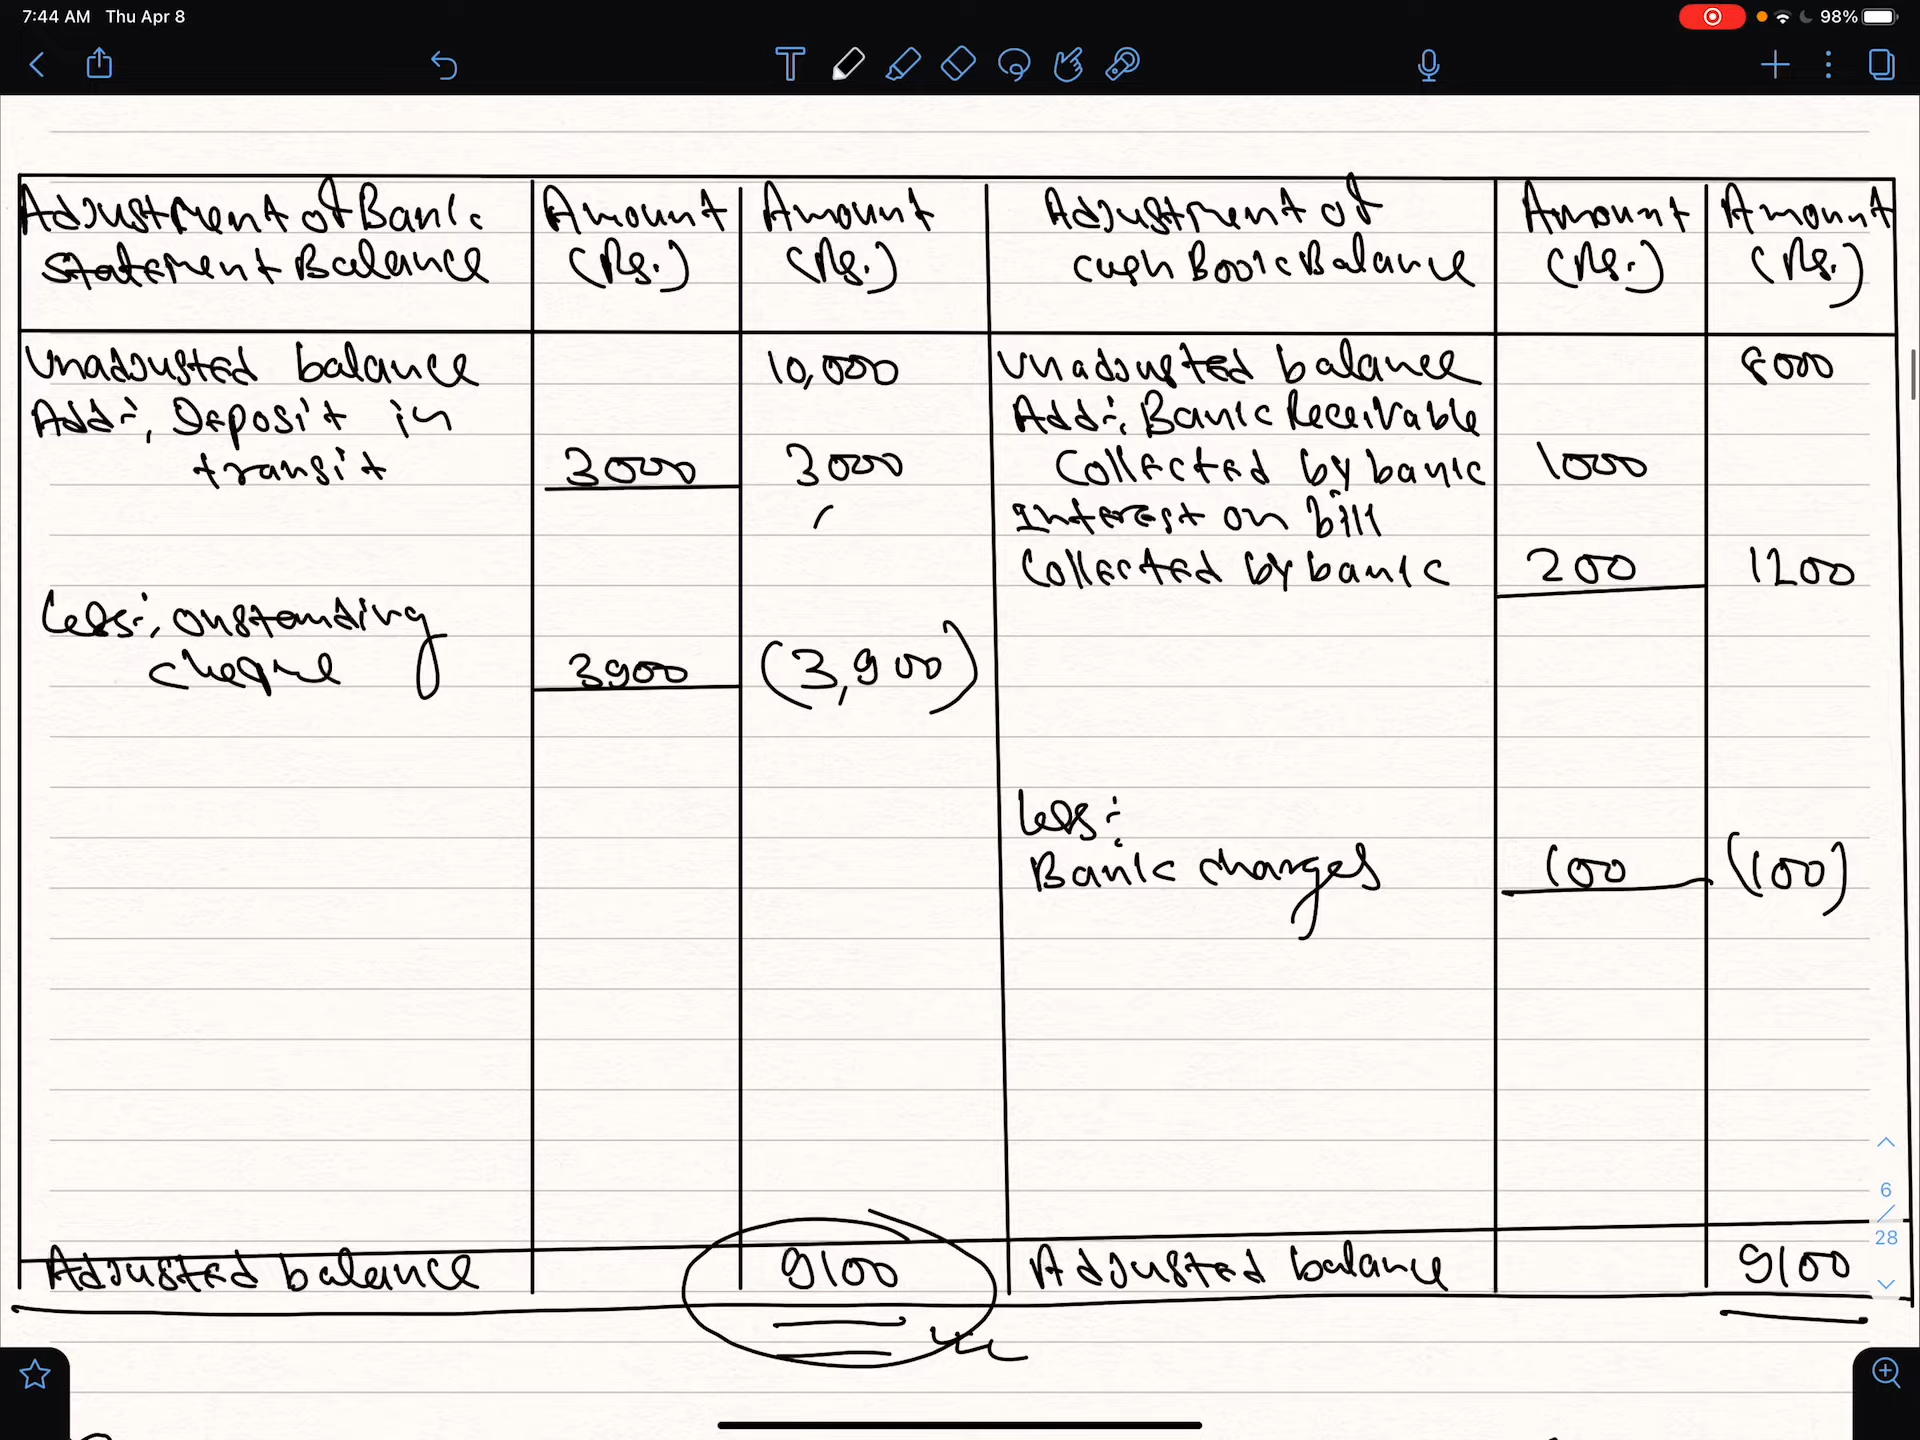 7:44 AM Thu Apr 8
98%
Adjustment of Bank statement Balance
Amount (Rs.)
Amount (Rs.)
Adjustment of cash Book Balance
Amount (Rs.)
Amount (Rs.)
Unadjusted balance 10,000
Add:, Deposit in
transit 3000 3000
Less:, onstanding
cheque 3900 (3,900)
Unadjusted balance 8000
Add:, Bank Receivable
Collected by bank 1000
Interest on bill
Collected by bank 200 1200
Less:
Bank charges 100 (100)
Adjusted balance 9100
Adjusted balance 9100
6
/
28